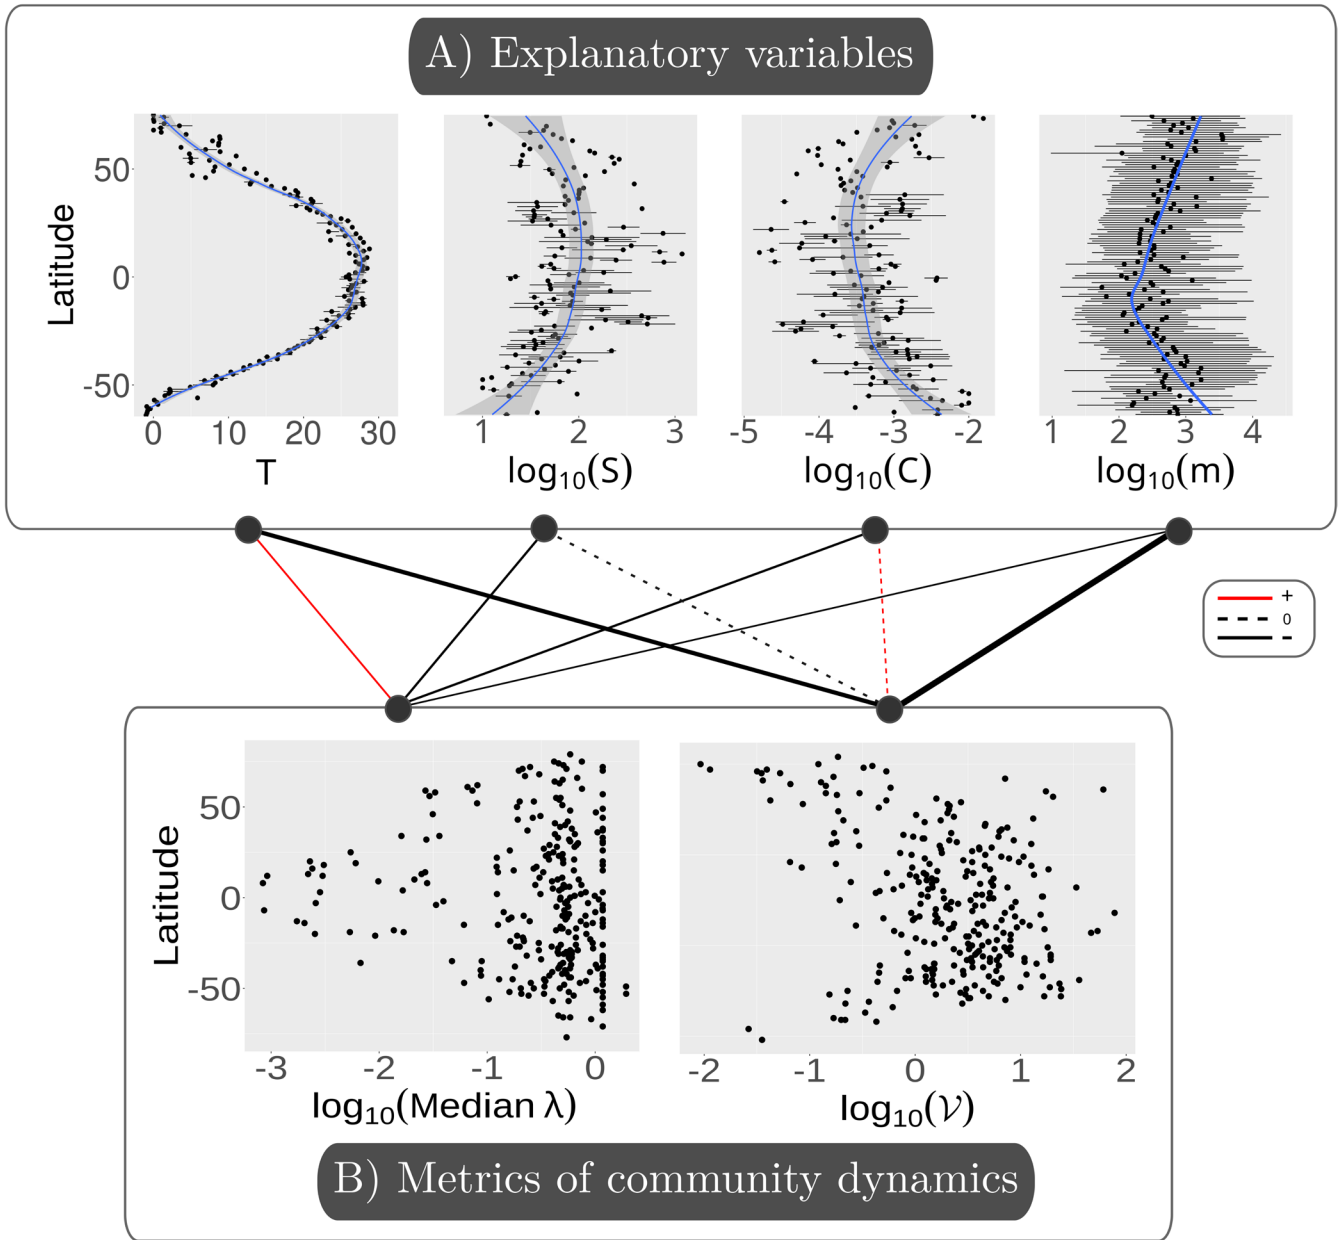 A) Explanatory variables
Latitude
50
0
-50
0 10 20 30
1 2 3
-5 -4 -3 -2
1 2 3 4
T
log₁₀(S)
log₁₀(C)
log₁₀(m)
+
0
-
Latitude
50
0
-50
-3 -2 -1 0
-2 -1 0 1 2
log₁₀(Median λ)
log₁₀(𝒱)
B) Metrics of community dynamics